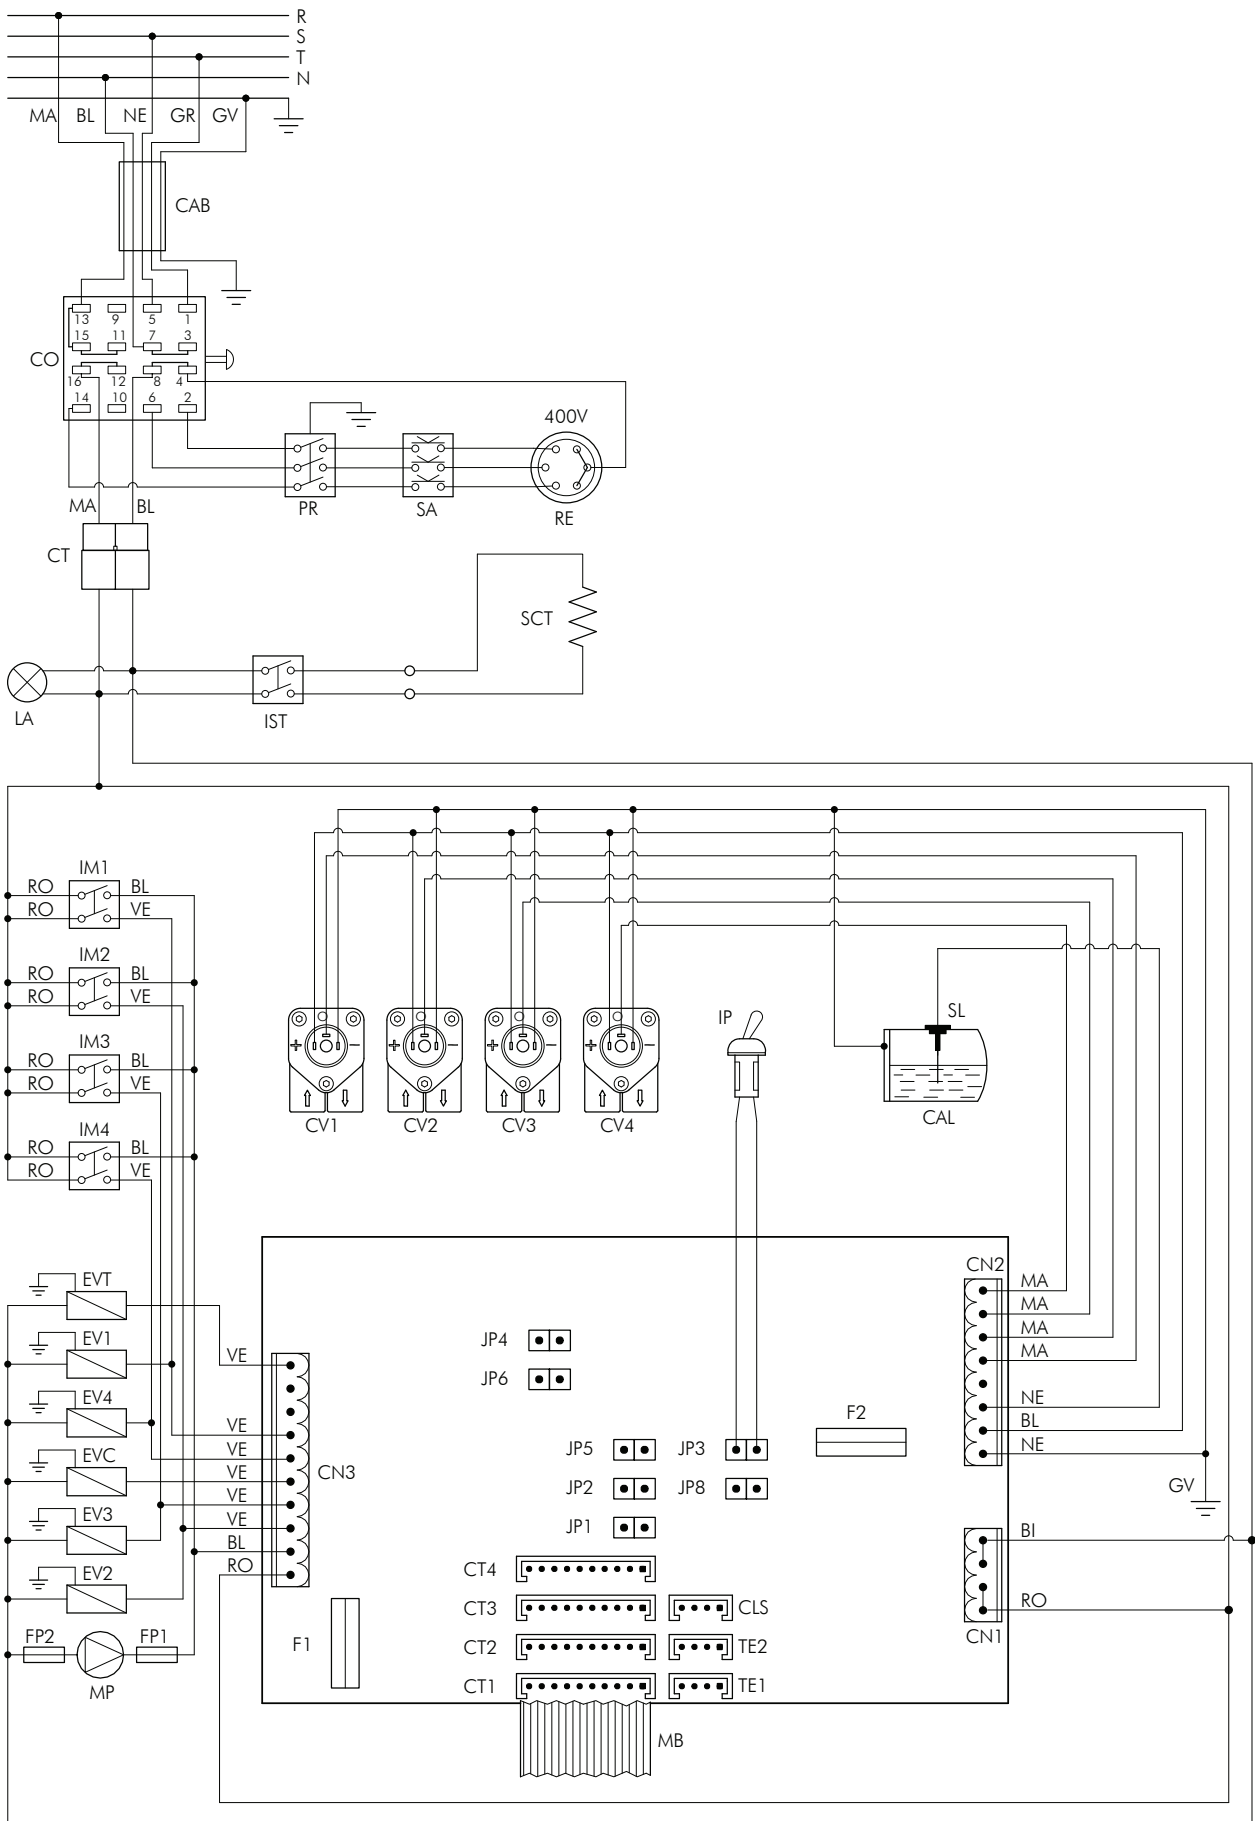 R
S
T
N
MA BL NE GR GV
CAB
13 9 5 1
15 11 7 3
CO
16 12 8 4
14 10 6 2
400V
PR SA RE
MA BL
CT
SCT
LA
IST
IM1
RO BL
RO VE
IM2
RO BL
RO VE
IM3
RO BL
RO VE
IM4
RO BL
RO VE
IP
SL
+ − + − + − + −
CV1 CV2 CV3 CV4
CAL
CN2
MA
MA
MA
MA
NE
BL
NE
GV
EVT
EV1
EV4
EVC
EV3
EV2
VE
VE
VE
VE
VE
VE
BL
RO
CN3
JP4
JP6
JP5 JP3
JP2 JP8
JP1
F2
BI
RO
CN1
CT4
CT3 CLS
CT2 TE2
CT1 TE1
F1
FP2 FP1
MP
MB